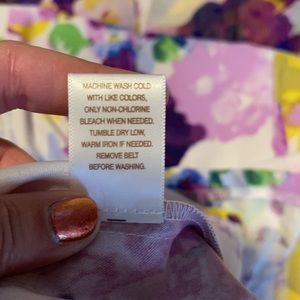 MACHINE WASH COLD
WITH LIKE COLORS,
ONLY NON-CHLORINE
BLEACH WHEN NEEDED.
TUMBLE DRY LOW,
WARM IRON IF NEEDED.
REMOVE BELT
BEFORE WASHING.